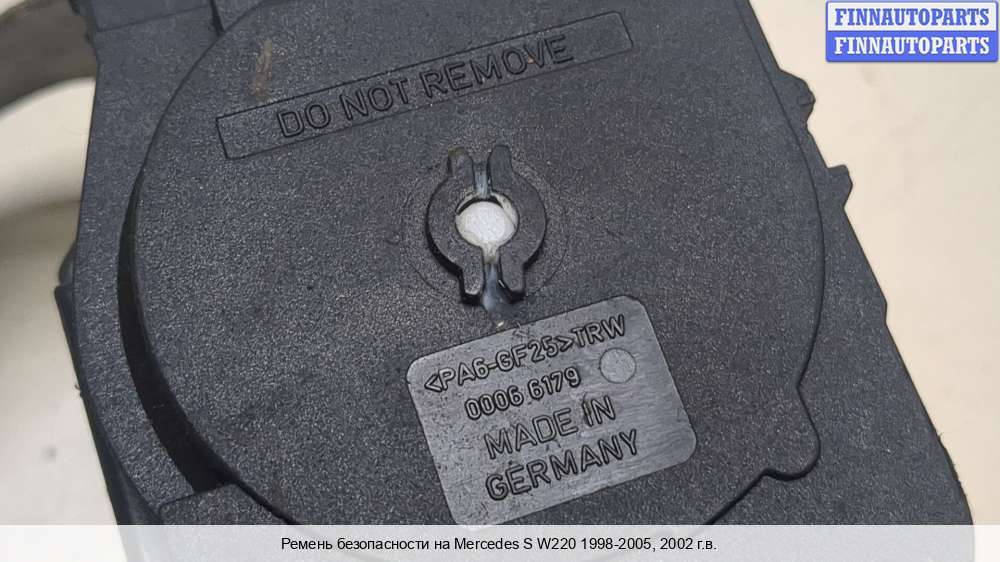 FINNAUTOPARTS
FINNAUTOPARTS
DO NOT REMOVE
<PA6-GF25>TRW
0006 6179
MADE IN
GERMANY
Ремень безопасности на Mercedes S W220 1998-2005, 2002 г.в.